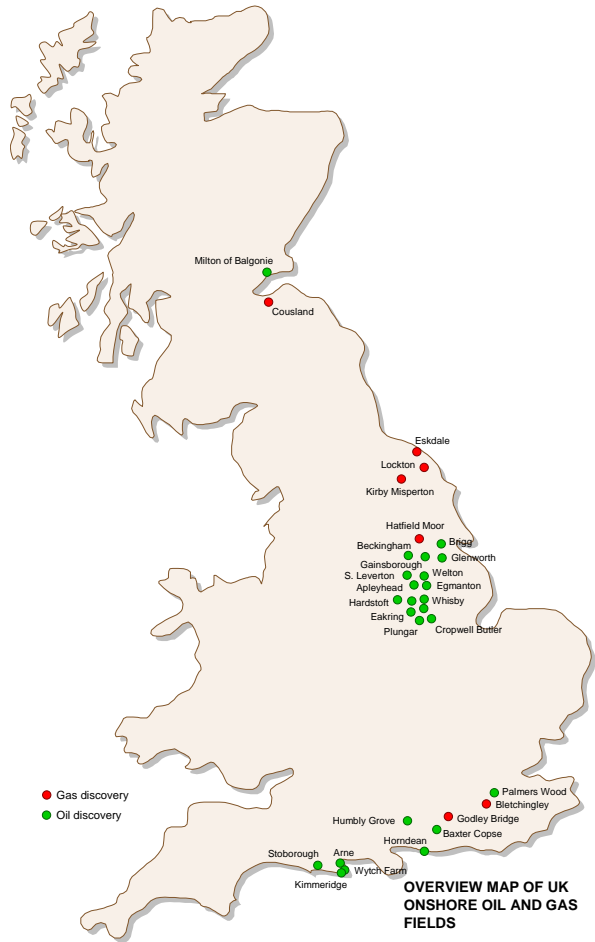 Milton of Balgonie
Cousland
Eskdale
Lockton
Kirby Misperton
Hatfield Moor
Brigg
Beckingham
Glenworth
Gainsborough
Welton
S. Leverton
Egmanton
Apleyhead
Hardstoft
Whisby
Eakring
Cropwell Butler
Plungar
Gas discovery
Oil discovery
Palmers Wood
Bletchingley
Godley Bridge
Humbly Grove
Baxter Copse
Horndean
Stoborough
Arne
Wytch Farm
Kimmeridge
OVERVIEW MAP OF UK
ONSHORE OIL AND GAS
FIELDS